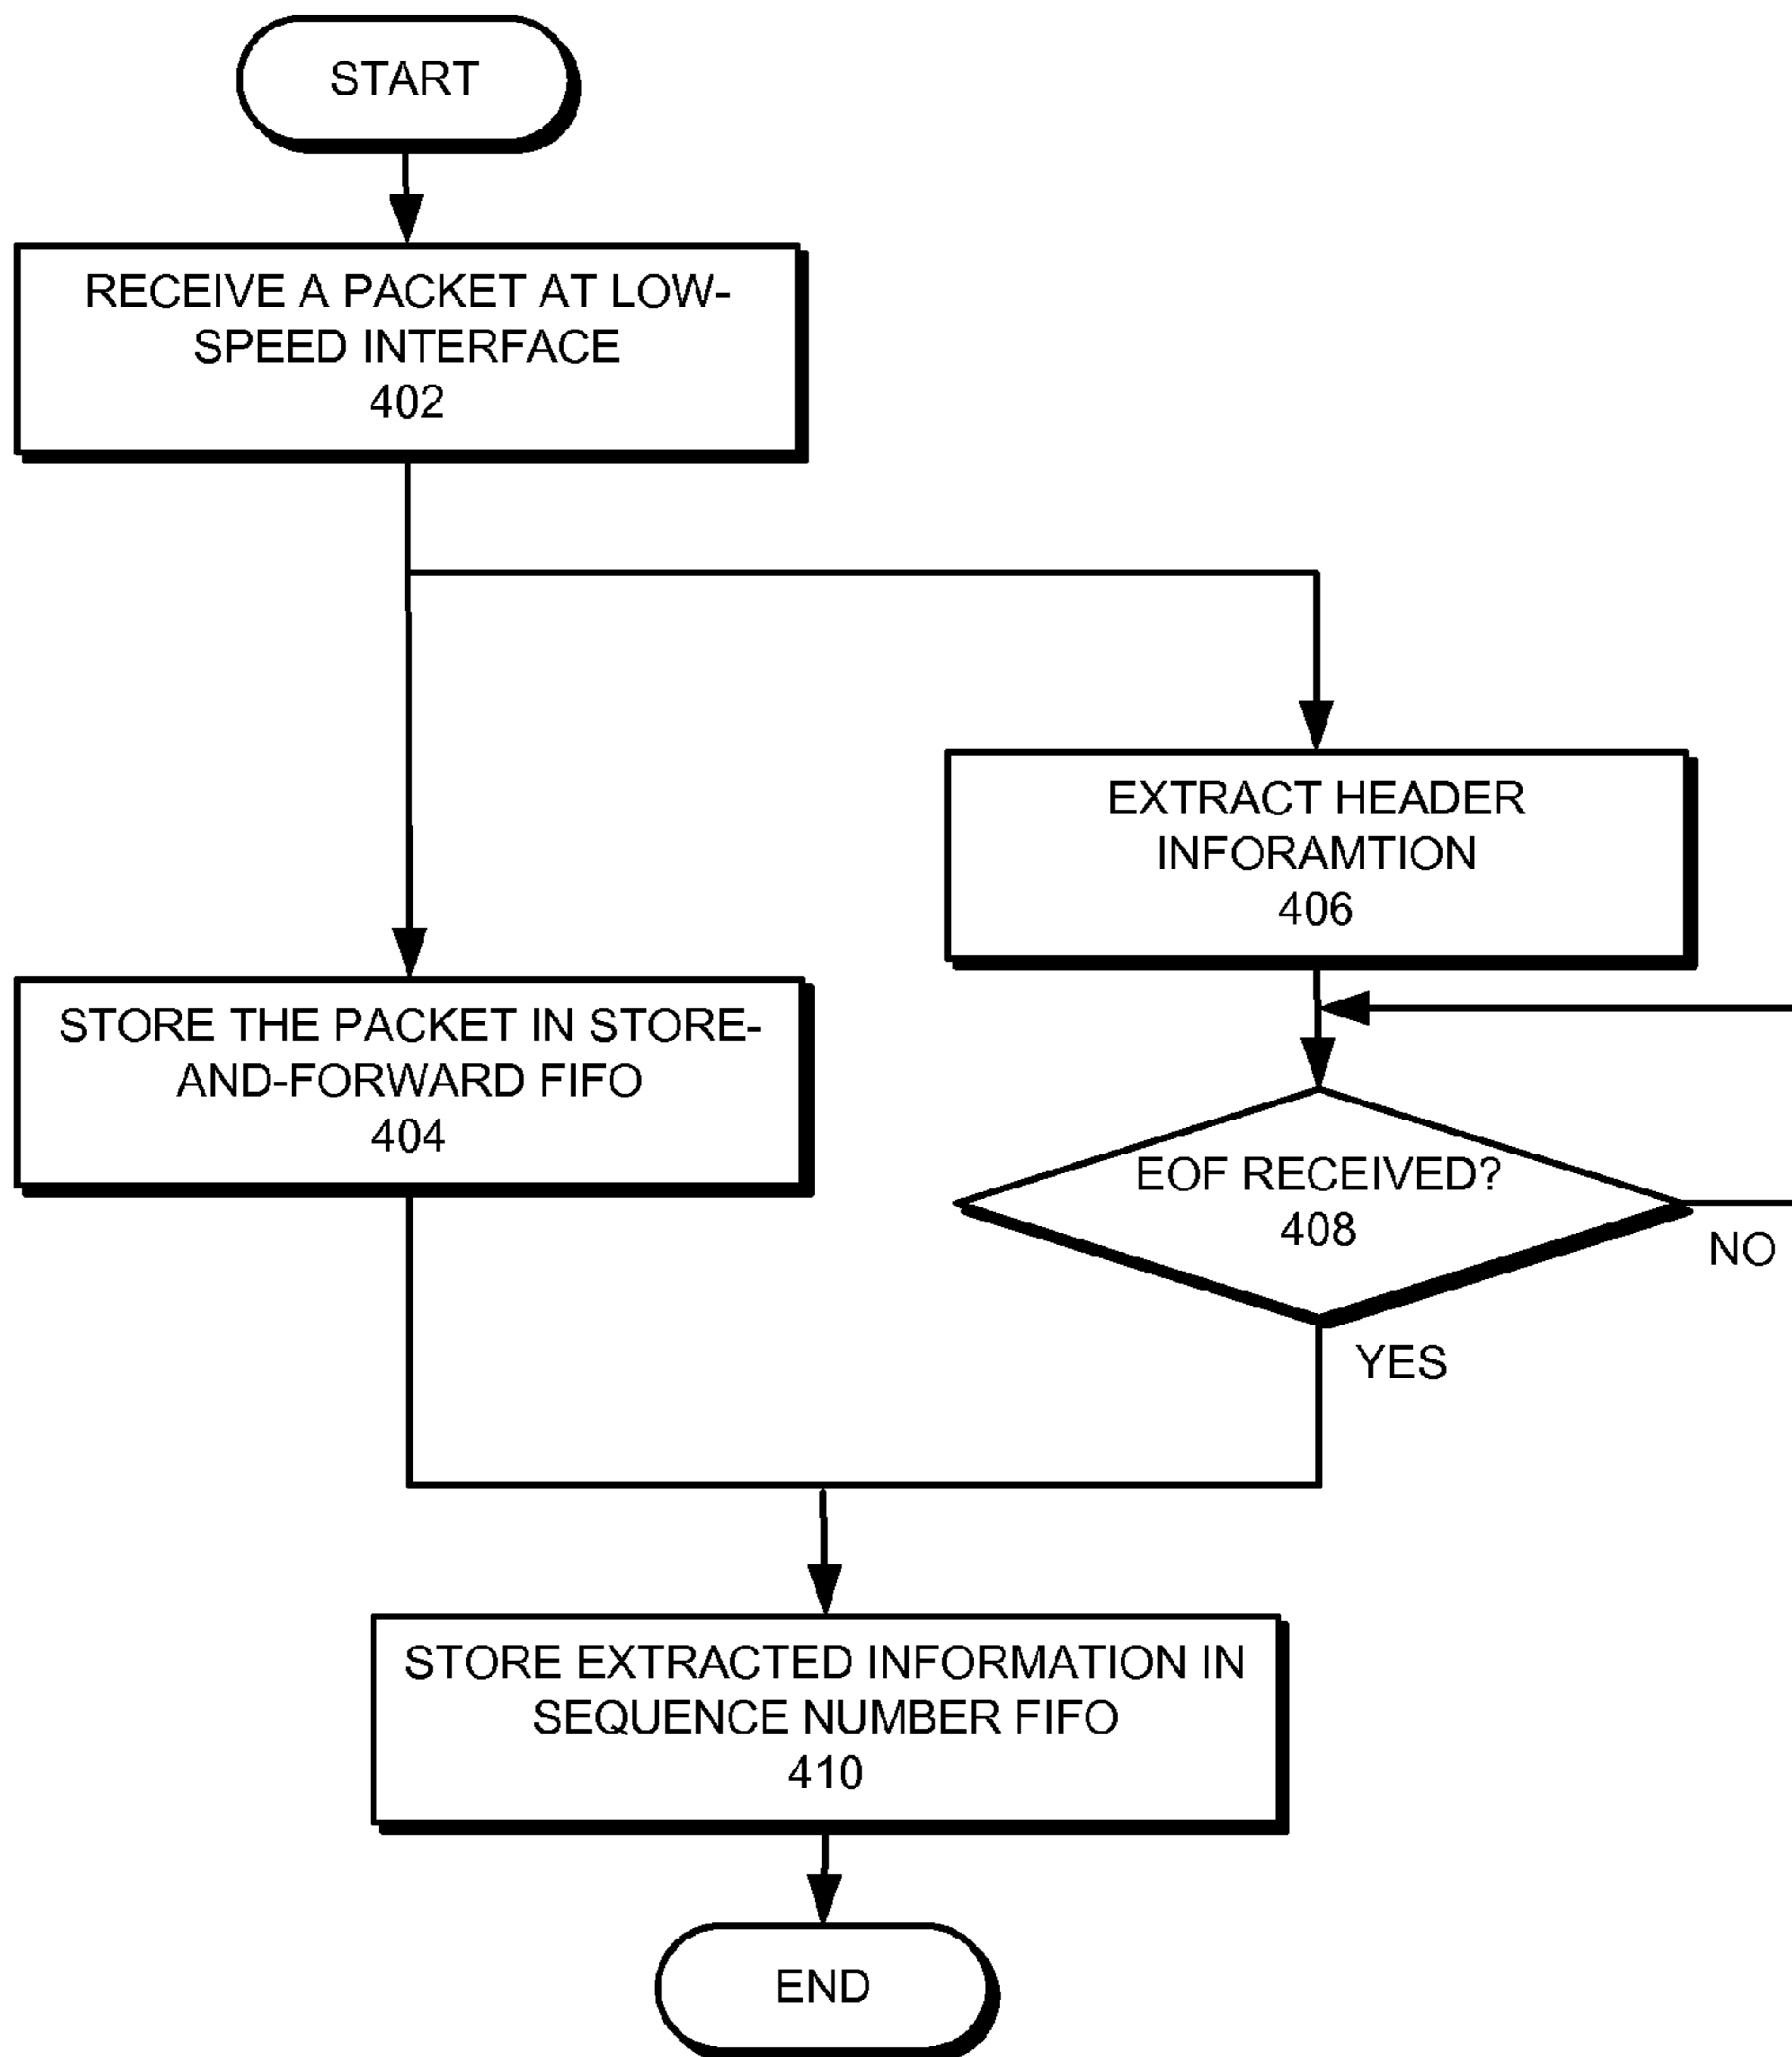 START
RECEIVE A PACKET AT LOW-
SPEED INTERFACE
402
EXTRACT HEADER
INFORAMTION
406
STORE THE PACKET IN STORE-
AND-FORWARD FIFO
404
EOF RECEIVED?
408
NO
YES
STORE EXTRACTED INFORMATION IN
SEQUENCE NUMBER FIFO
410
END